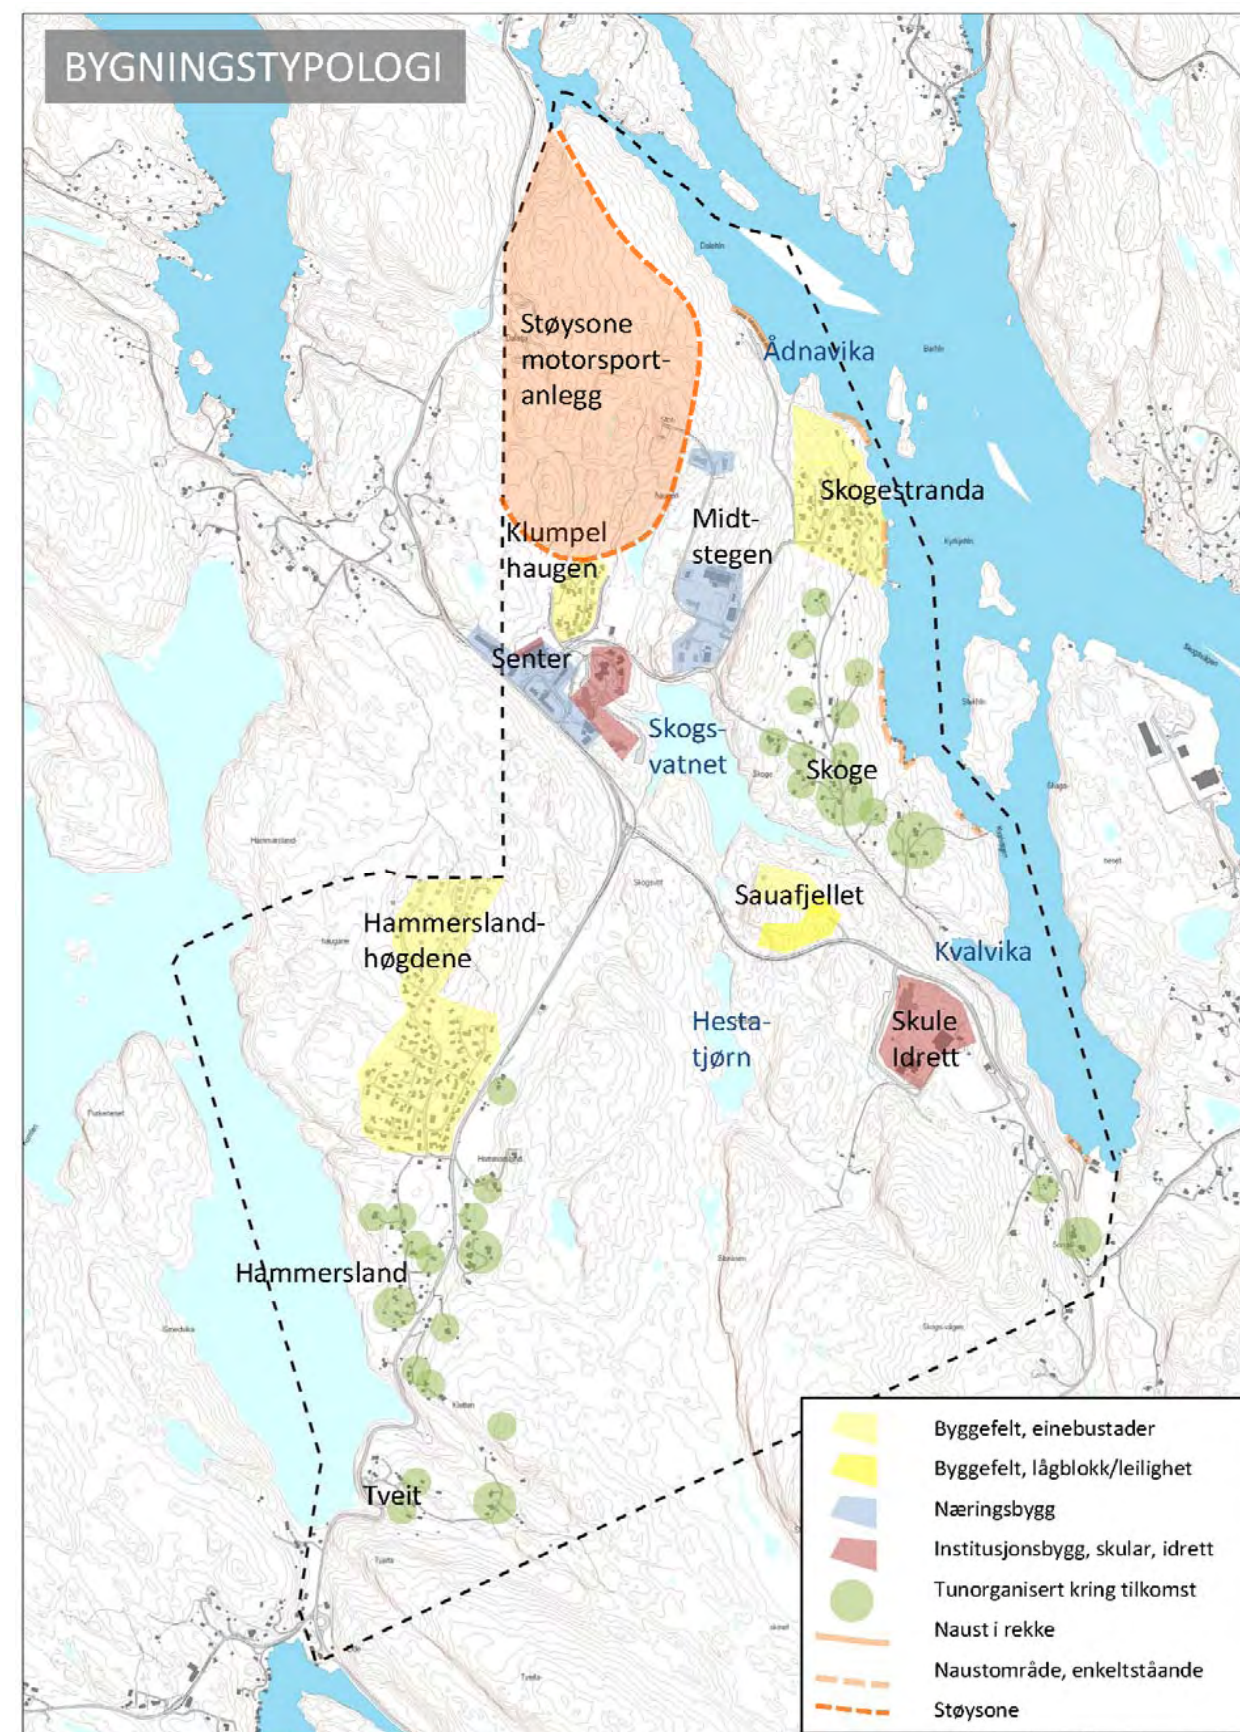 BYGNINGSTYPOLOGI
Støysone
motorsport-
anlegg
Ådnavika
Skogestranda
Midt-
stegen
Klumpel
haugen
Senter
Skogs-
vatnet
Skoge
Sauafjellet
Hammersland-
høgdene
Kvalvika
Hesta-
tjørn
Skule
Idrett
Hammersland
Tveit
Byggefelt, einebustader
Byggefelt, lågblokk/leilighet
Næringsbygg
Institusjonsbygg, skular, idrett
Tunorganisert kring tilkomst
Naust i rekke
Naustområde, enkeltståande
Støysone